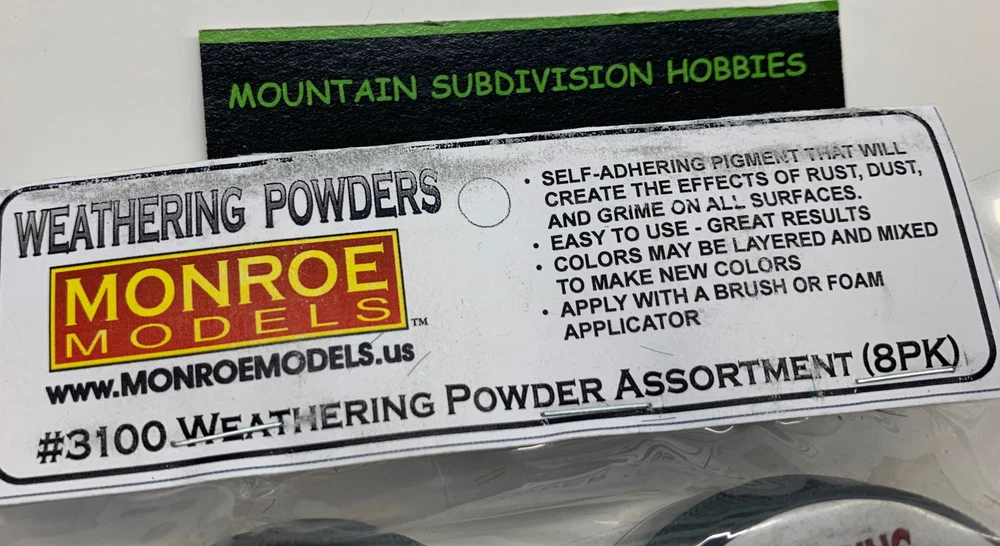 MOUNTAIN SUBDIVISION HOBBIES
WEATHERING POWDERS
MONROE
MODELS™
WWW.MONROEMODELS.us
• SELF-ADHERING PIGMENT THAT WILL
CREATE THE EFFECTS OF RUST, DUST,
AND GRIME ON ALL SURFACES.
• EASY TO USE - GREAT RESULTS
• COLORS MAY BE LAYERED AND MIXED
TO MAKE NEW COLORS
• APPLY WITH A BRUSH OR FOAM
APPLICATOR
#3100 WEATHERING POWDER ASSORTMENT (8PK)